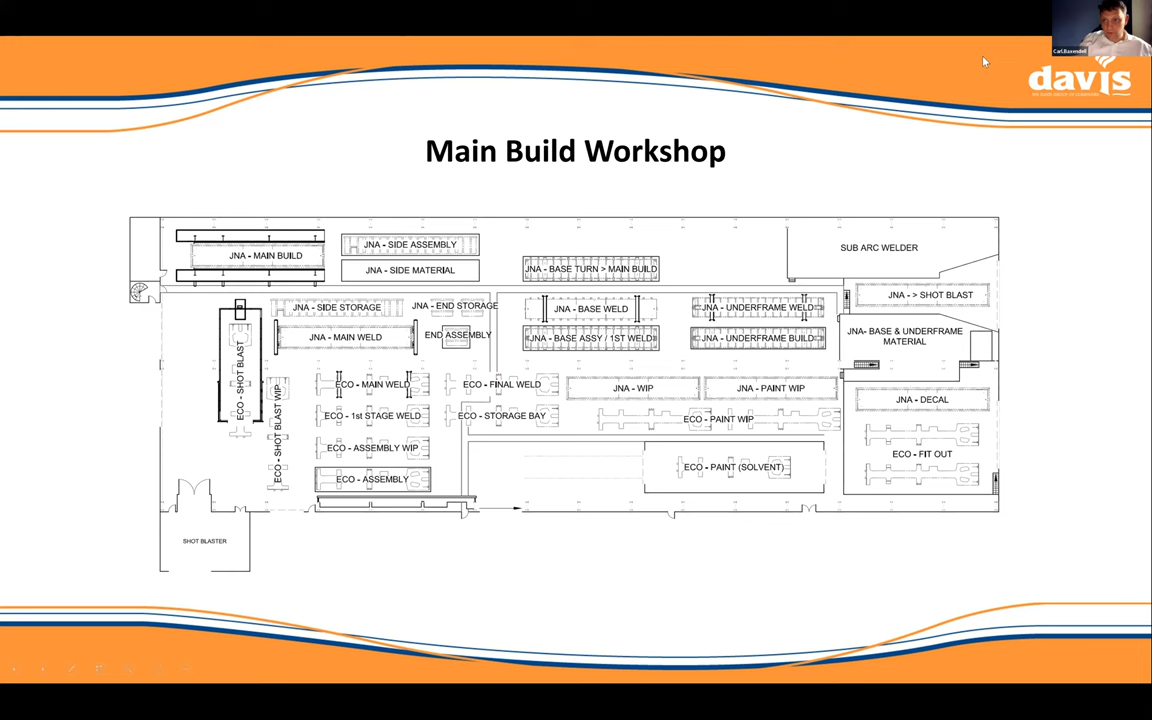 Carl.Baxendell
davis
Main Build Workshop
JNA - MAIN BUILD
JNA - SIDE ASSEMBLY
JNA - SIDE MATERIAL
JNA - BASE TURN > MAIN BUILD
SUB ARC WELDER
JNA - > SHOT BLAST
JNA - SIDE STORAGE
JNA - END STORAGE
JNA - BASE WELD
JNA - UNDERFRAME WELD
JNA - MAIN WELD
END ASSEMBLY
JNA - BASE ASSY / 1ST WELD
JNA - UNDERFRAME BUILD
JNA- BASE & UNDERFRAME
MATERIAL
ECO - SHOT BLAST
ECO - SHOT BLAST WIP
ECO - MAIN WELD
ECO - FINAL WELD
JNA - WIP
JNA - PAINT WIP
JNA - DECAL
ECO - 1st STAGE WELD
ECO - STORAGE BAY
ECO - PAINT WIP
ECO - ASSEMBLY WIP
ECO - FIT OUT
ECO - ASSEMBLY
ECO - PAINT (SOLVENT)
SHOT BLASTER